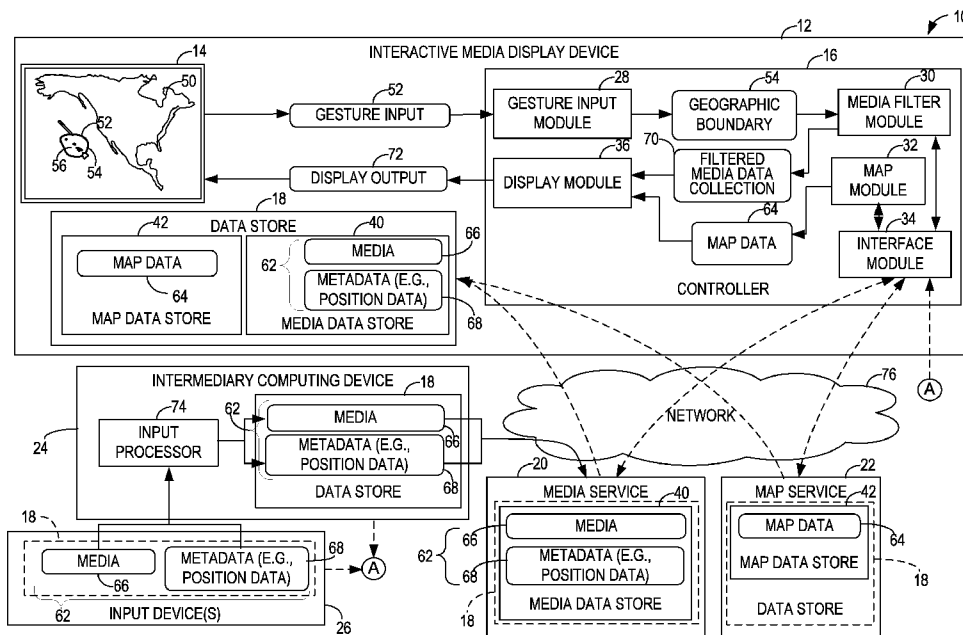 10
12
INTERACTIVE MEDIA DISPLAY DEVICE
14
16
50
52
56
54
52
GESTURE INPUT
28
GESTURE INPUT
MODULE
54
GEOGRAPHIC
BOUNDARY
30
MEDIA FILTER
MODULE
72
DISPLAY OUTPUT
36
DISPLAY MODULE
70
FILTERED
MEDIA DATA
COLLECTION
32
MAP
MODULE
64
MAP DATA
34
INTERFACE
MODULE
CONTROLLER
18
DATA STORE
42
MAP DATA
64
MAP DATA STORE
40
62
MEDIA
66
METADATA (E.G.,
POSITION DATA)
68
MEDIA DATA STORE
A
INTERMEDIARY COMPUTING DEVICE
24
74
INPUT
PROCESSOR
18
62
MEDIA
66
METADATA (E.G.,
POSITION DATA)
68
DATA STORE
76
NETWORK
18
MEDIA
66
METADATA (E.G.,
POSITION DATA)
68
62
INPUT DEVICE(S)
26
A
20
MEDIA SERVICE
40
66
MEDIA
62
68
METADATA (E.G.,
POSITION DATA)
18
MEDIA DATA STORE
22
MAP SERVICE
42
MAP DATA
64
MAP DATA STORE
18
DATA STORE